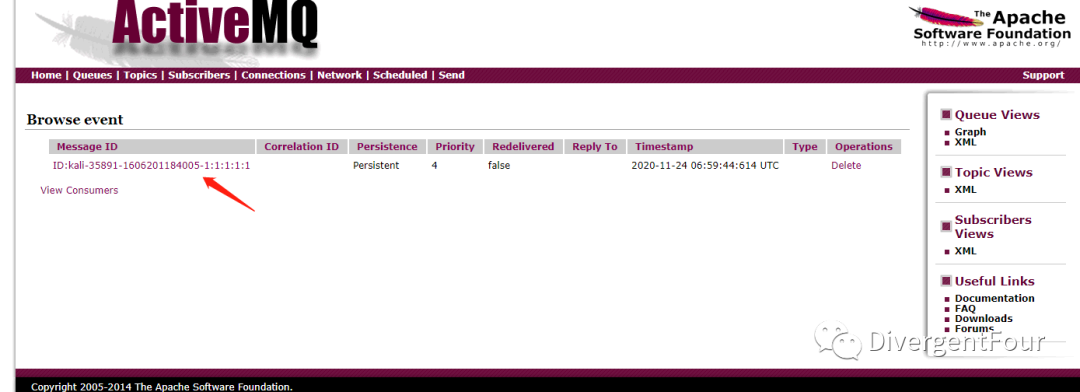 ActiveMQ
The Apache
Software Foundation
http://www.apache.org/
Home | Queues | Topics | Subscribers | Connections | Network | Scheduled | Send
Support
Browse event
Message ID Correlation ID Persistence Priority Redelivered Reply To Timestamp Type Operations
ID:kali-35891-1606201184005-1:1:1:1:1 Persistent 4 false 2020-11-24 06:59:44:614 UTC Delete
View Consumers
Queue Views
Graph
XML
Topic Views
XML
Subscribers
Views
XML
Useful Links
Documentation
FAQ
Downloads
Forums
DivergentFour
Copyright 2005-2014 The Apache Software Foundation.